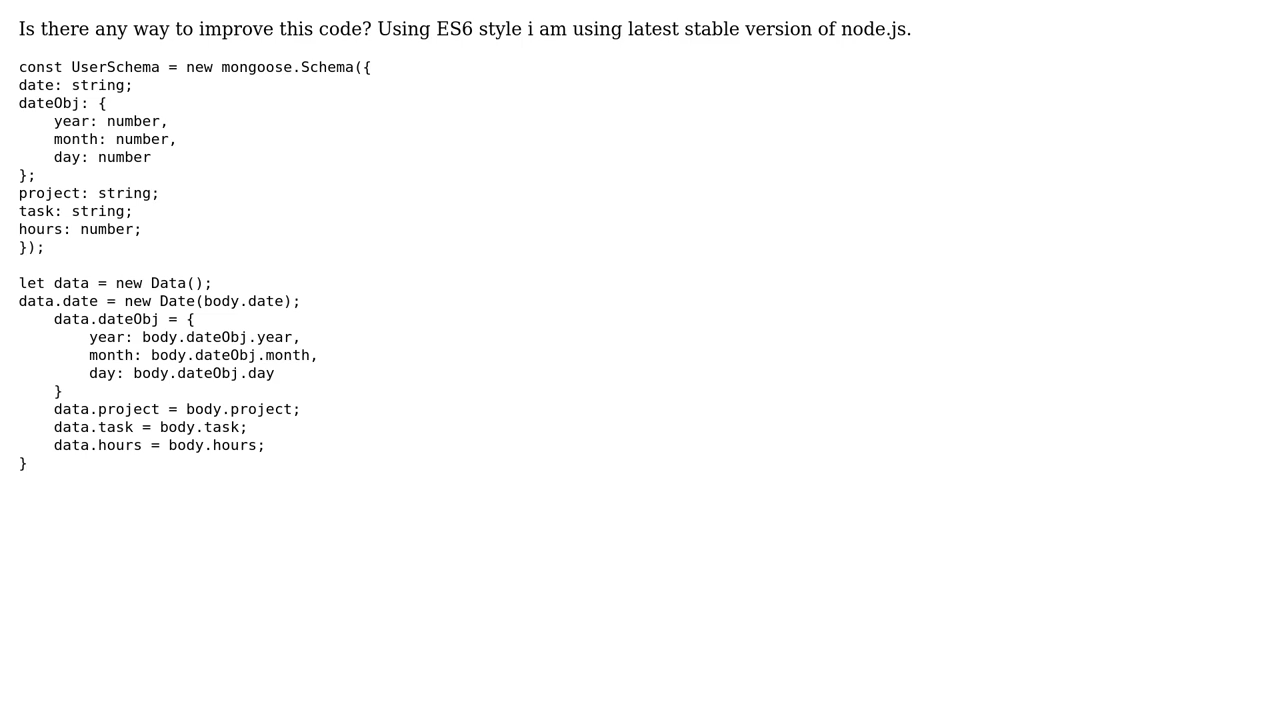 Is there any way to improve this code? Using ES6 style i am using latest stable version of node.js.
const UserSchema = new mongoose.Schema({
date: string;
dateObj: {
    year: number,
    month: number,
    day: number
};
project: string;
task: string;
hours: number;
});

let data = new Data();
data.date = new Date(body.date);
    data.dateObj = {
        year: body.dateObj.year,
        month: body.dateObj.month,
        day: body.dateObj.day
    }
    data.project = body.project;
    data.task = body.task;
    data.hours = body.hours;
}